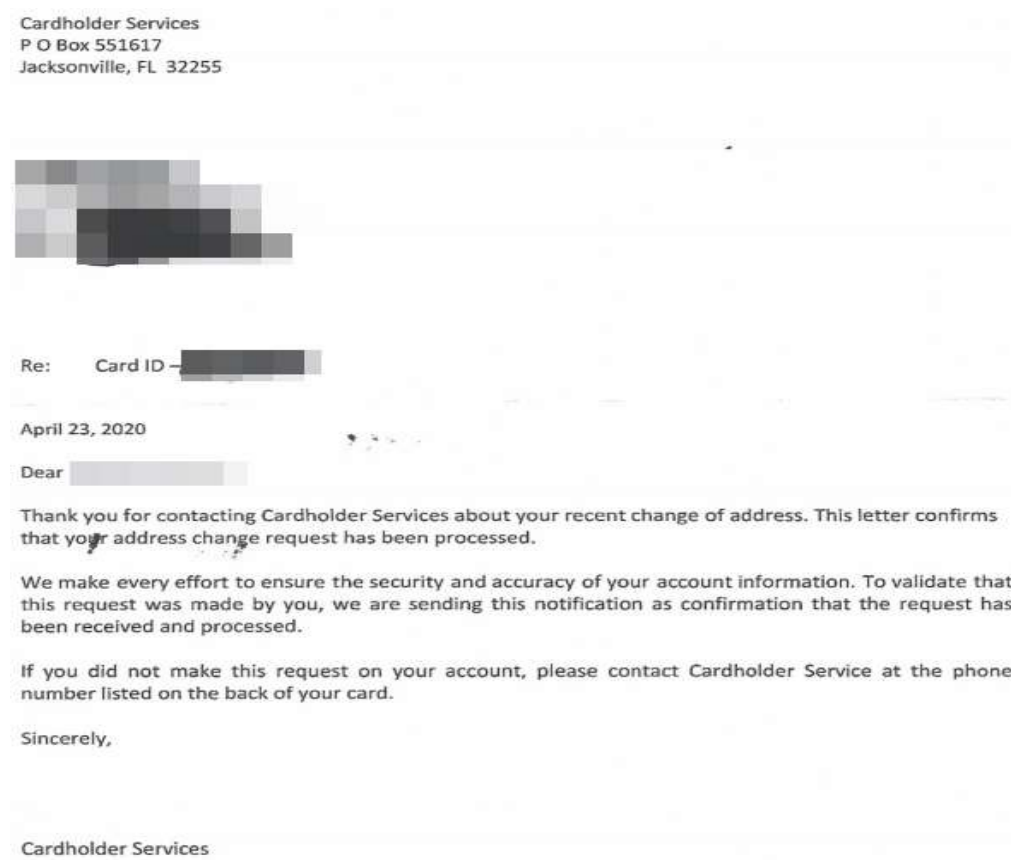 Cardholder Services
P O Box 551617
Jacksonville, FL 32255
Re: Card ID –
April 23, 2020
Dear
Thank you for contacting Cardholder Services about your recent change of address. This letter confirms
that your address change request has been processed.
We make every effort to ensure the security and accuracy of your account information. To validate that
this request was made by you, we are sending this notification as confirmation that the request has
been received and processed.
If you did not make this request on your account, please contact Cardholder Service at the phone
number listed on the back of your card.
Sincerely,
Cardholder Services